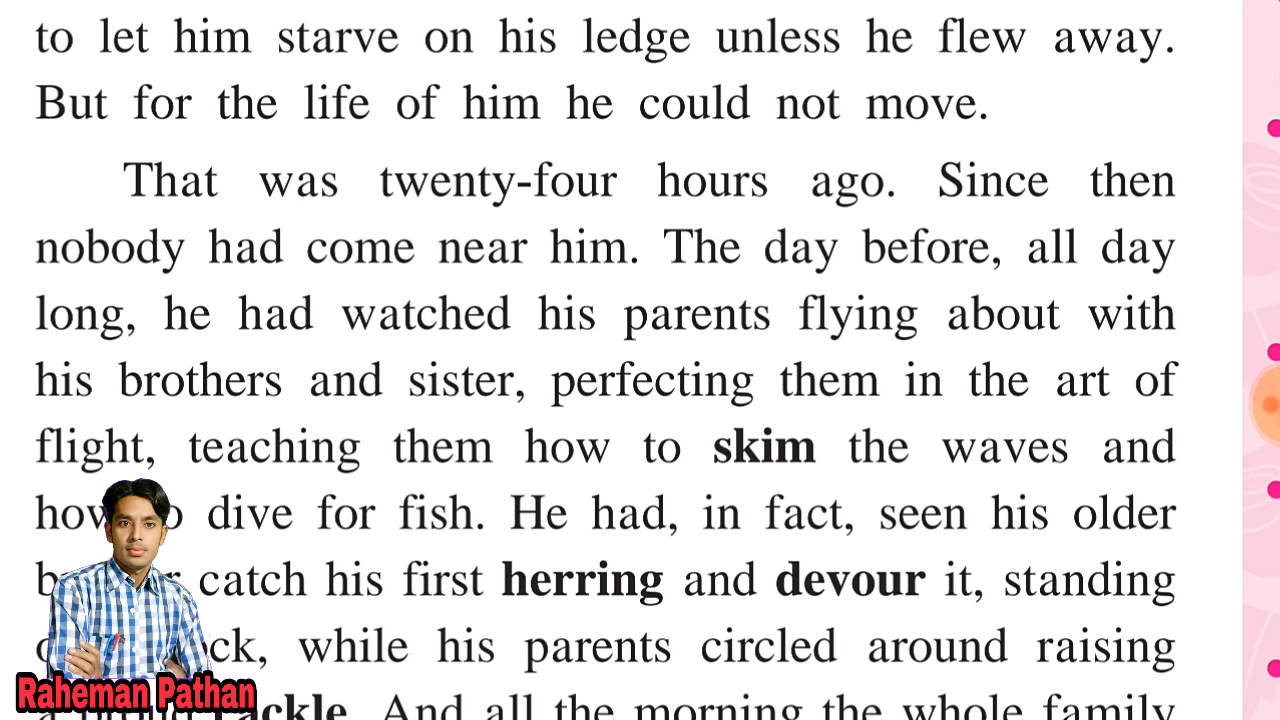 to let him starve on his ledge unless he flew away.
But for the life of him he could not move.
That was twenty-four hours ago. Since then
nobody had come near him. The day before, all day
long, he had watched his parents flying about with
his brothers and sister, perfecting them in the art of
flight, teaching them how to skim the waves and
dive for fish. He had, in fact, seen his older
catch his first herring and devour it, standing
while his parents circled around raising
And all the morning the whole family
Raheman Pathan